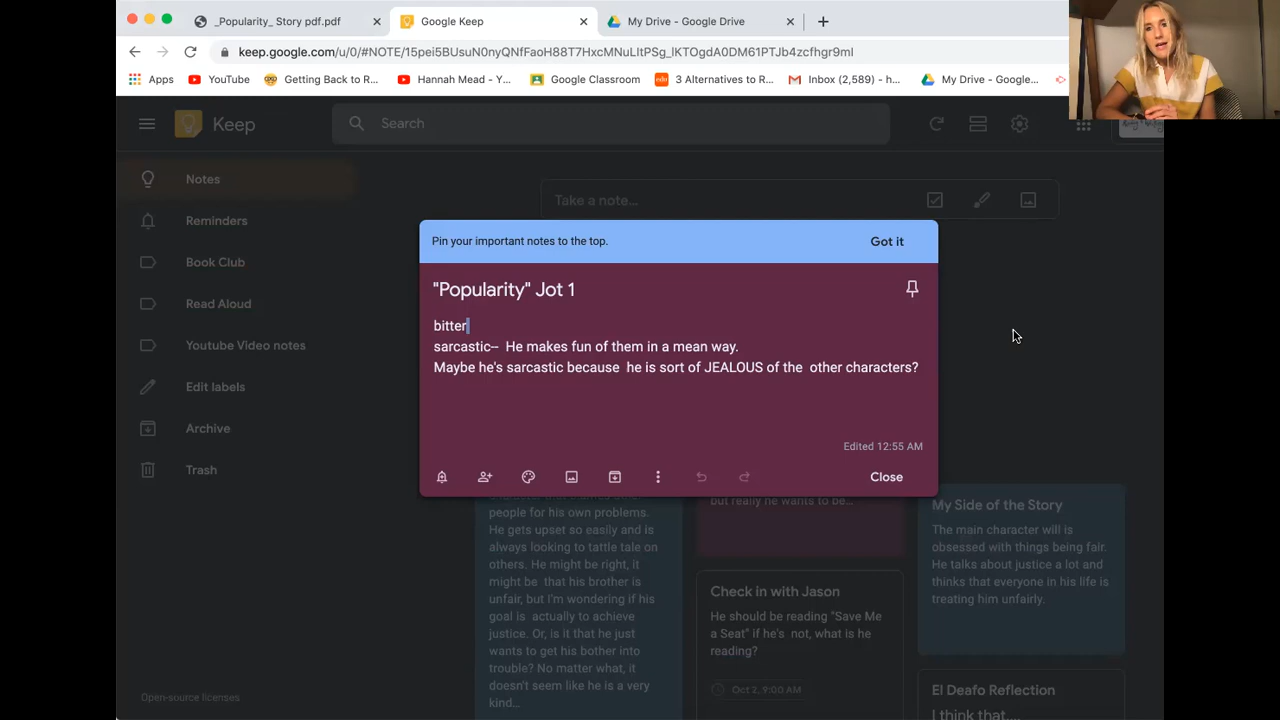 _Popularity_ Story pdf.pdf
Google Keep
My Drive - Google Drive
keep.google.com/u/0/#NOTE/15pei5BUsuN0nyQNfFaoH88T7HxcMNuLItPSg_lKTOgdA0DM61PTJb4zcfhgr9ml
Apps
YouTube
Getting Back to R...
Hannah Mead - Y...
Google Classroom
3 Alternatives to R...
Inbox (2,589) - h...
My Drive - Google...
Keep
Search
Notes
Reminders
Book Club
Read Aloud
Youtube Video notes
Edit labels
Archive
Trash
Open-source licenses
Take a note...
Pin your important notes to the top.
Got it
"Popularity" Jot 1
bitter
sarcastic-- He makes fun of them in a mean way.
Maybe he's sarcastic because he is sort of JEALOUS of the other characters?
Edited 12:55 AM
Close
people for his own problems.
He gets upset so easily and is
always looking to tattle tale on
others. He might be right, it
might be that his brother is
unfair, but I'm wondering if his
goal is actually to achieve
justice. Or, is it that he just
wants to get his bother into
trouble? No matter what, it
doesn't seem like he is a very
kind...
but really he wants to be...
Check in with Jason
He should be reading "Save Me
a Seat" if he's not, what is he
reading?
Oct 2, 9:00 AM
My Side of the Story
The main character will is
obsessed with things being fair.
He talks about justice a lot and
thinks that everyone in his life is
treating him unfairly.
El Deafo Reflection
I think that....